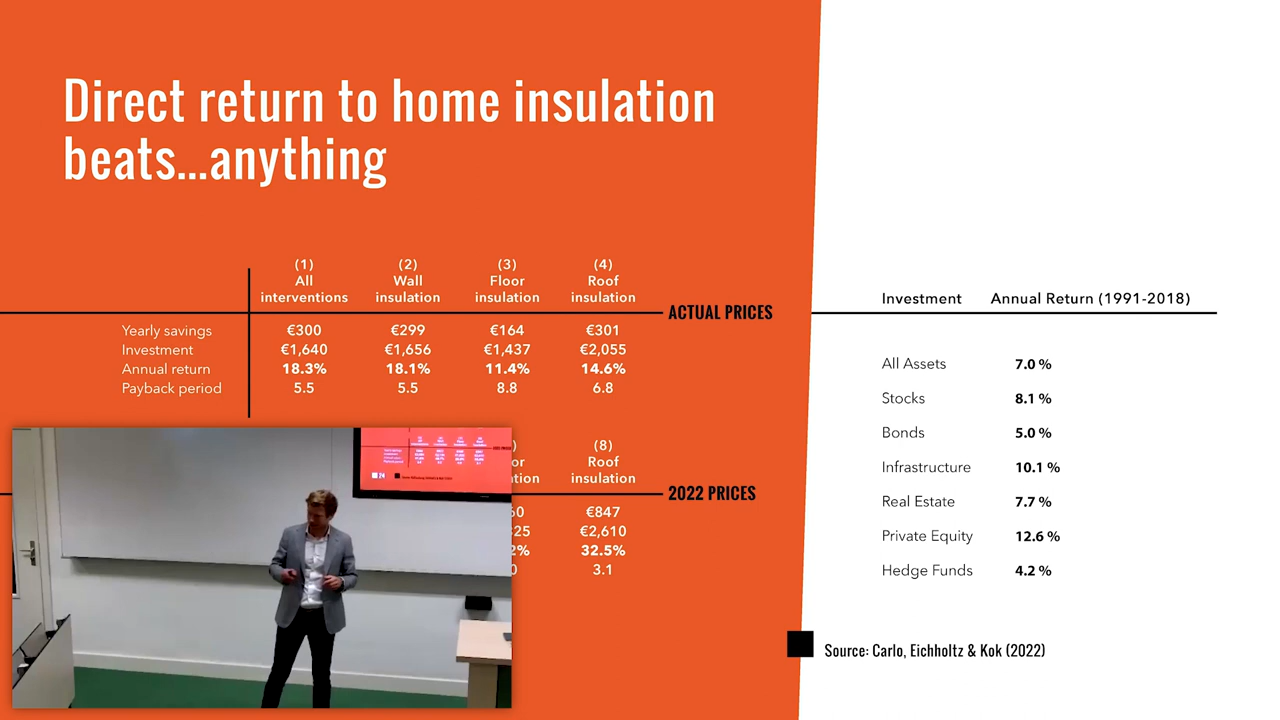 Direct return to home insulation
beats...anything
(1) (2) (3) (4)
All Wall Floor Roof
interventions insulation insulation insulation
ACTUAL PRICES
Yearly savings €300 €299 €164 €301
Investment €1,640 €1,656 €1,437 €2,055
Annual return 18.3% 18.1% 11.4% 14.6%
Payback period 5.5 5.5 8.8 6.8
(8)
Roof
insulation
2022 PRICES
€847
€2,610
32.5%
3.1
Investment Annual Return (1991-2018)
All Assets 7.0 %
Stocks 8.1 %
Bonds 5.0 %
Infrastructure 10.1 %
Real Estate 7.7 %
Private Equity 12.6 %
Hedge Funds 4.2 %
Source: Carlo, Eichholtz & Kok (2022)